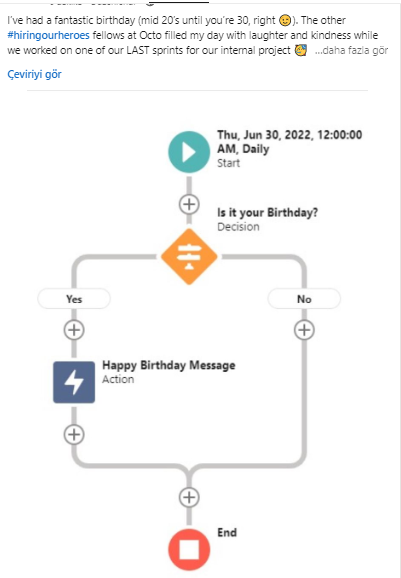 I've had a fantastic birthday (mid 20's until you're 30, right 😉). The other
#hiringourheroes fellows at Octo filled my day with laughter and kindness while
we worked on one of our LAST sprints for our internal project 🥳 ...daha fazla gör
Çeviriyi gör
Thu, Jun 30, 2022, 12:00:00
AM, Daily
Start
Is it your Birthday?
Decision
Yes
No
Happy Birthday Message
Action
End